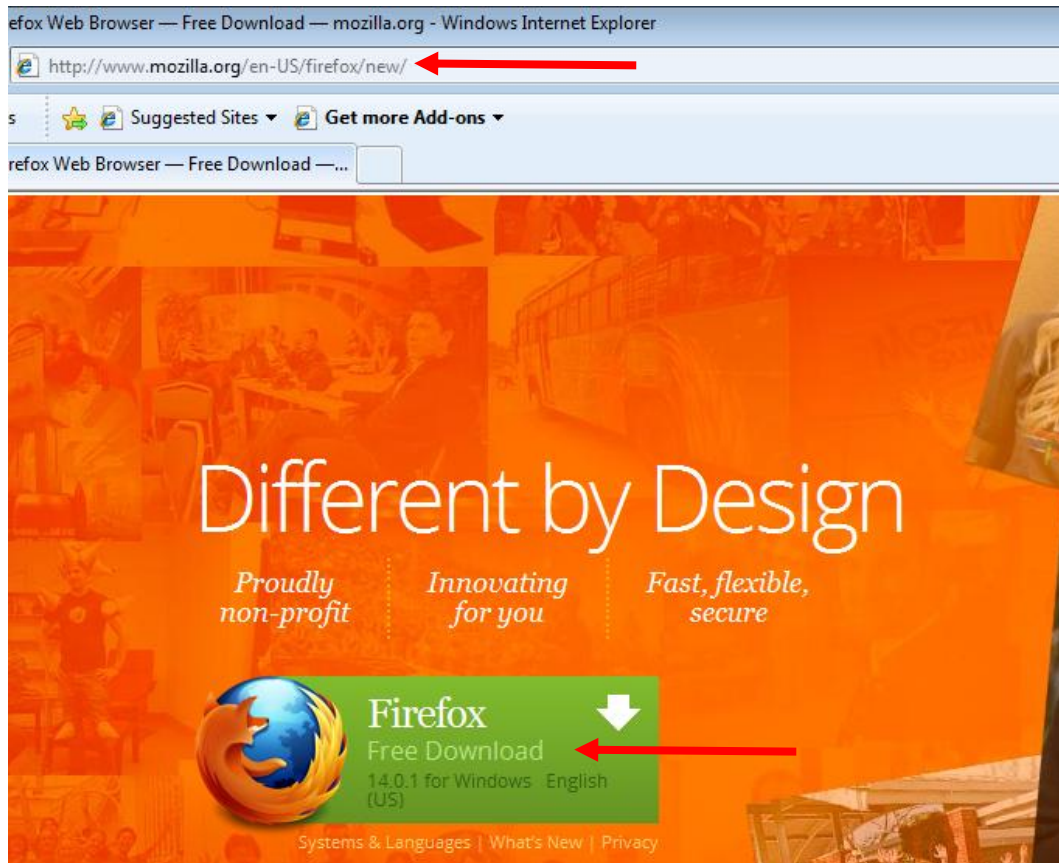 efox Web Browser — Free Download — mozilla.org - Windows Internet Explorer
http://www.mozilla.org/en-US/firefox/new/
s Suggested Sites Get more Add-ons
refox Web Browser — Free Download —...
Different by Design
Proudly Innovating Fast, flexible,
non-profit for you secure
Firefox
Free Download
14.0.1 for Windows English
(US)
Systems & Languages | What's New | Privacy